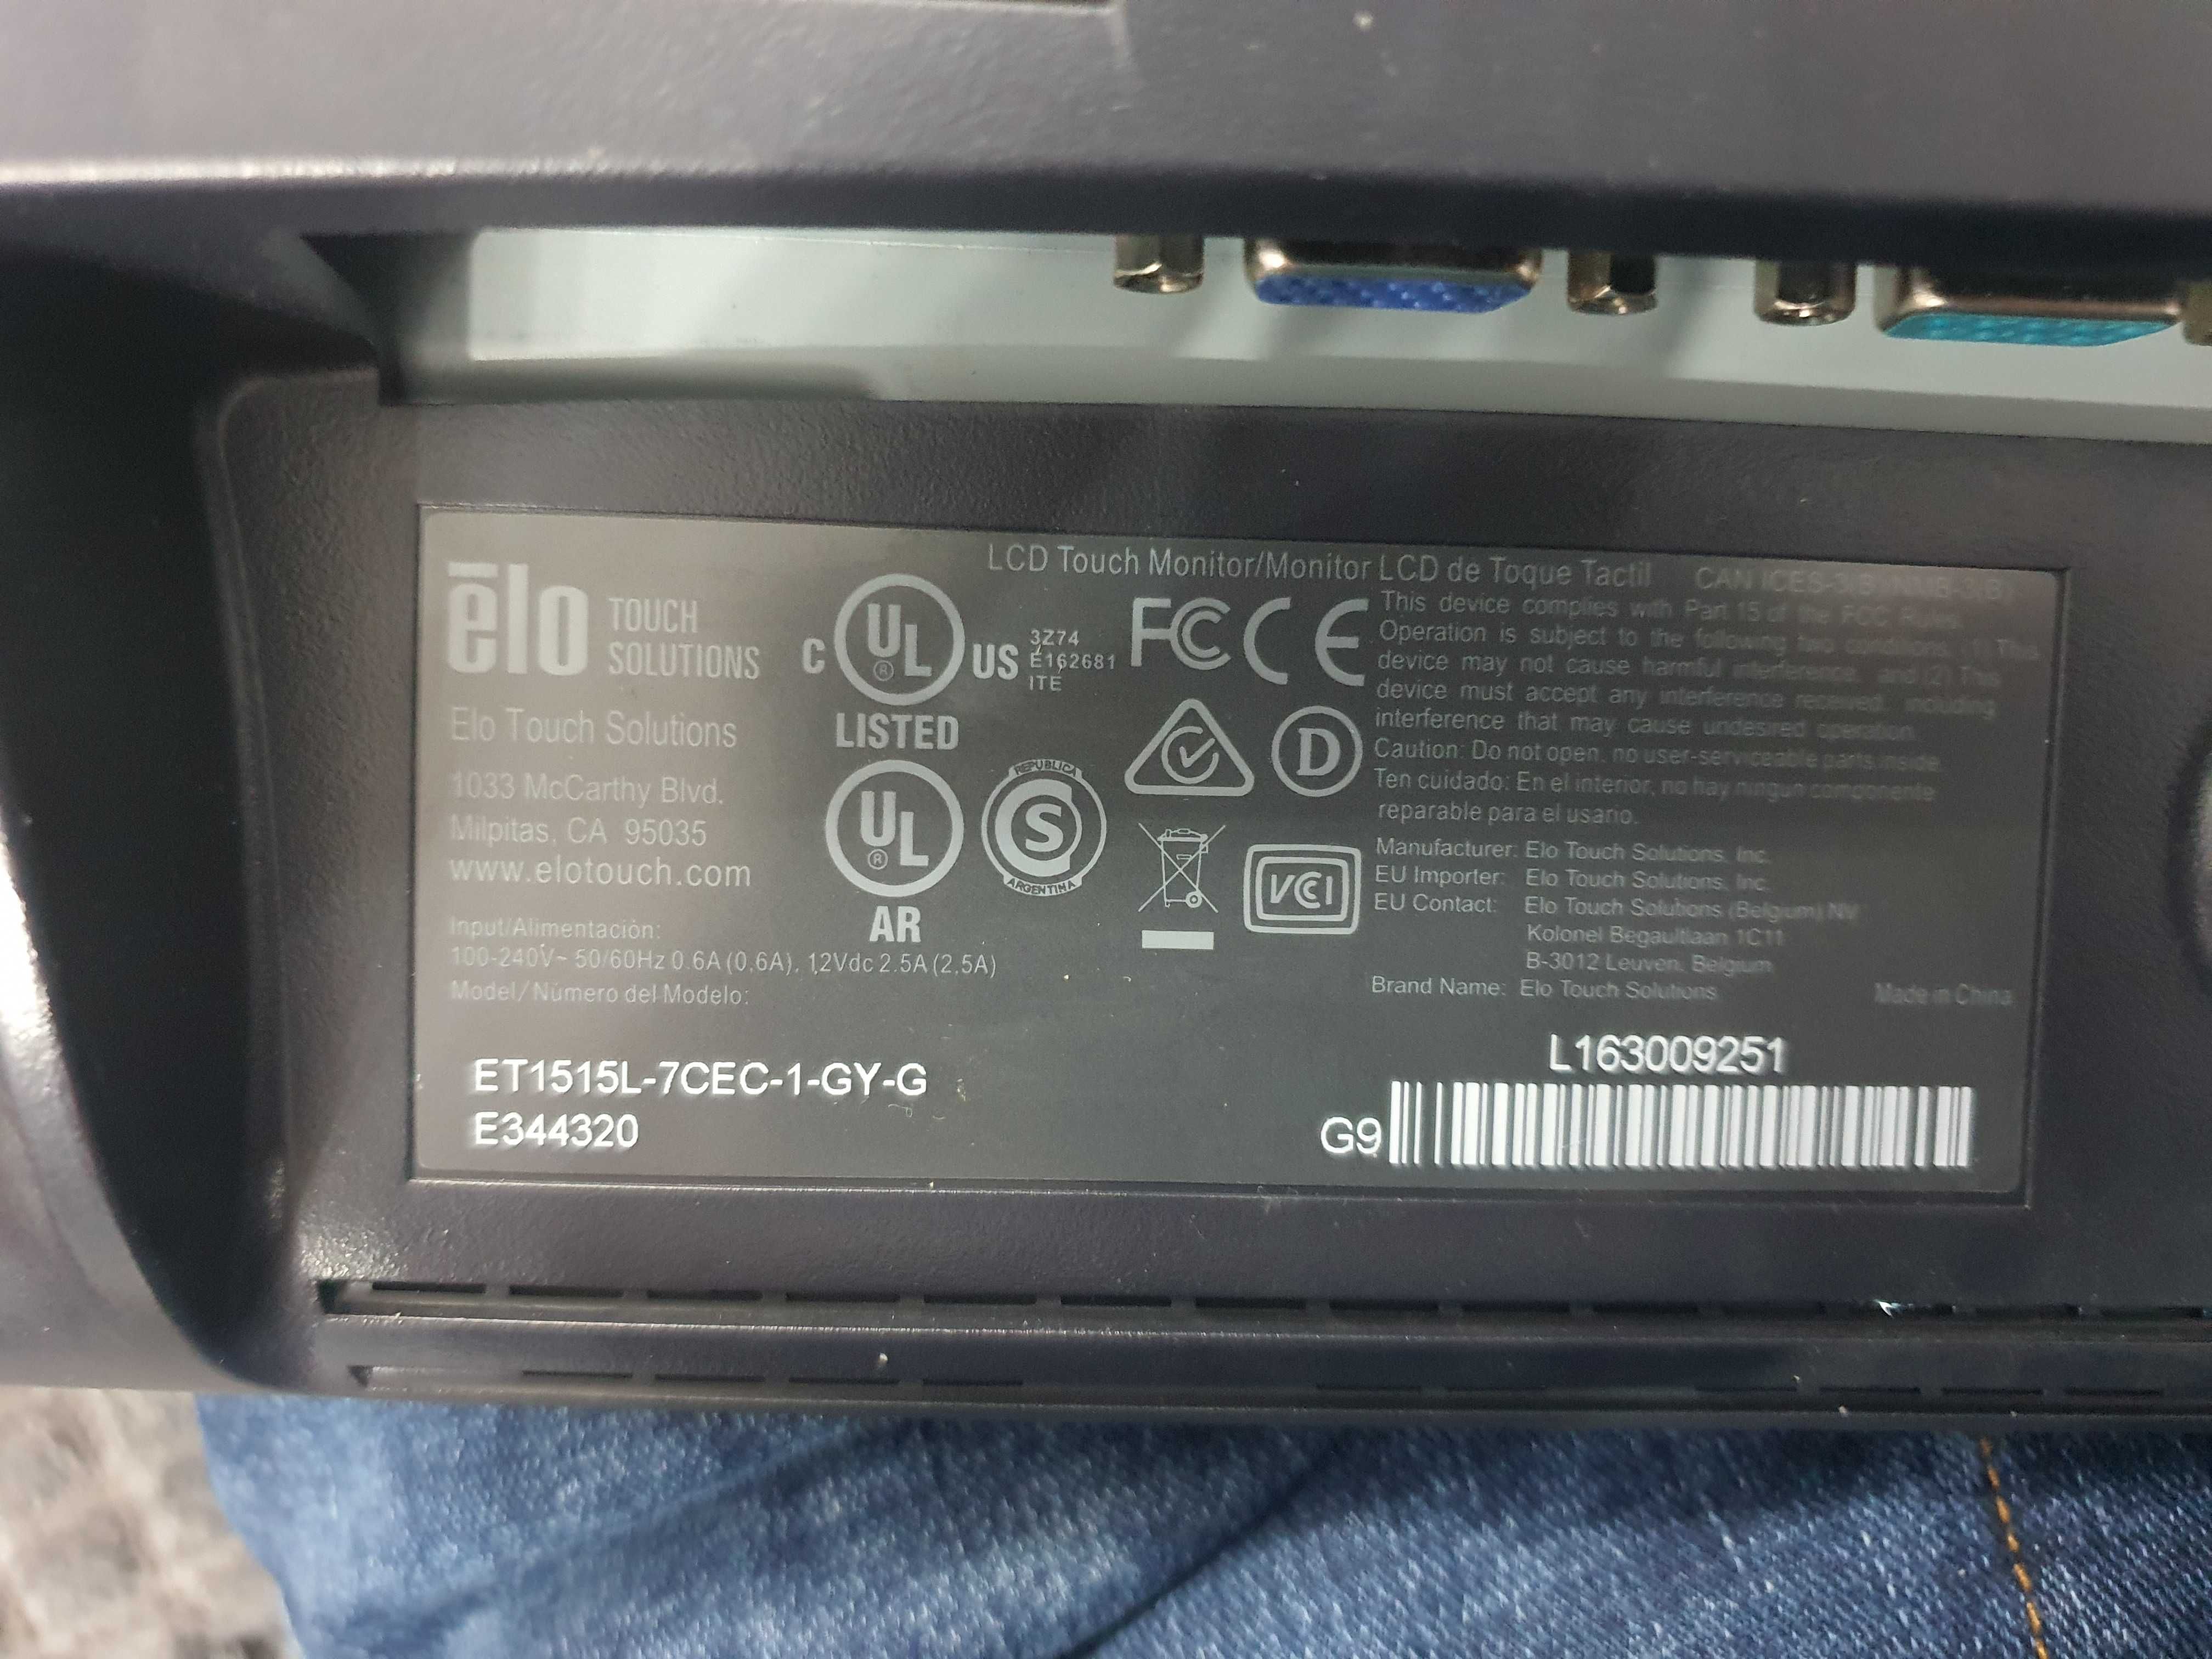 LCD Touch Monitor/Monitor LCD de Toque Tactil CAN ICES-3(B)/NMB-3(B)
ēlo TOUCH SOLUTIONS
Elo Touch Solutions
1033 McCarthy Blvd.
Milpitas, CA 95035
www.elotouch.com
Input/Alimentación:
100-240V~ 50/60Hz 0.6A (0.6A), 12Vdc 2.5A (2.5A)
Model/Número del Modelo:
ET1515L-7CEC-1-GY-G
E344320
C UL ® US
LISTED
3Z74
E162681
ITE
UL ®
AR
REPUBLICA
S
ARGENTINA
FC CE
D
VCI
This device complies with Part 15 of the FCC Rules.
Operation is subject to the following two conditions: (1) This
device may not cause harmful interference, and (2) This
device must accept any interference received, including
interference that may cause undesired operation.
Caution: Do not open, no user-serviceable parts inside.
Ten cuidado: En el interior, no hay ningun componente
reparable para el usario.
Manufacturer: Elo Touch Solutions, Inc.
EU Importer: Elo Touch Solutions, Inc.
EU Contact: Elo Touch Solutions (Belgium) NV
Kolonel Begaultlaan 1C11
B-3012 Leuven, Belgium
Brand Name: Elo Touch Solutions
Made in China
L163009251
G9